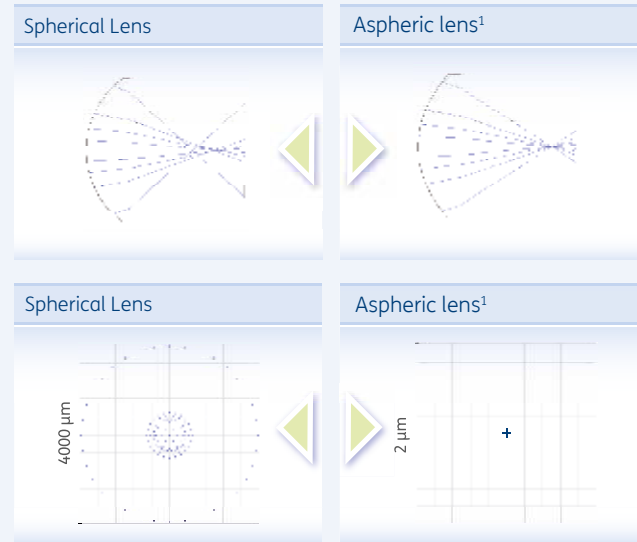 Spherical Lens
Aspheric lens¹
Spherical Lens
Aspheric lens¹
4000 µm
2 µm